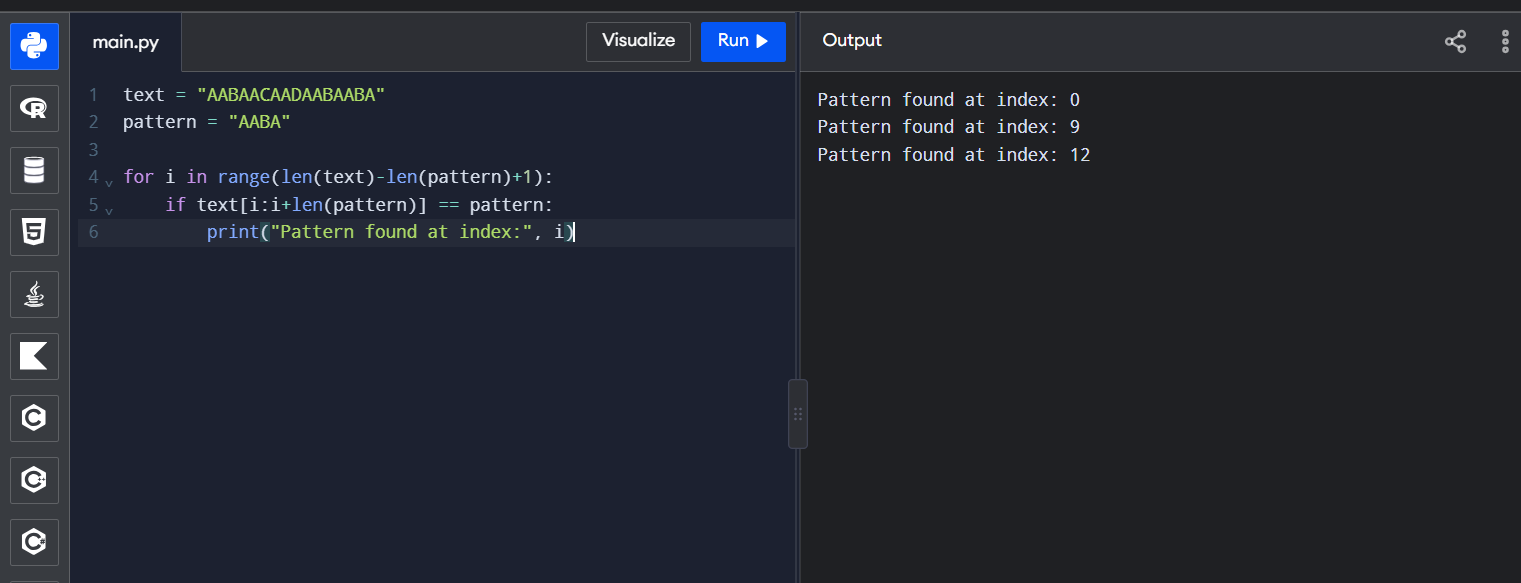 main.py
Visualize
Run
1 text = "AABAACAADAABAABA"
2 pattern = "AABA"
3
4 for i in range(len(text)-len(pattern)+1):
5     if text[i:i+len(pattern)] == pattern:
6         print("Pattern found at index:", i)
Output
Pattern found at index: 0
Pattern found at index: 9
Pattern found at index: 12
R
5
C
C++
C#